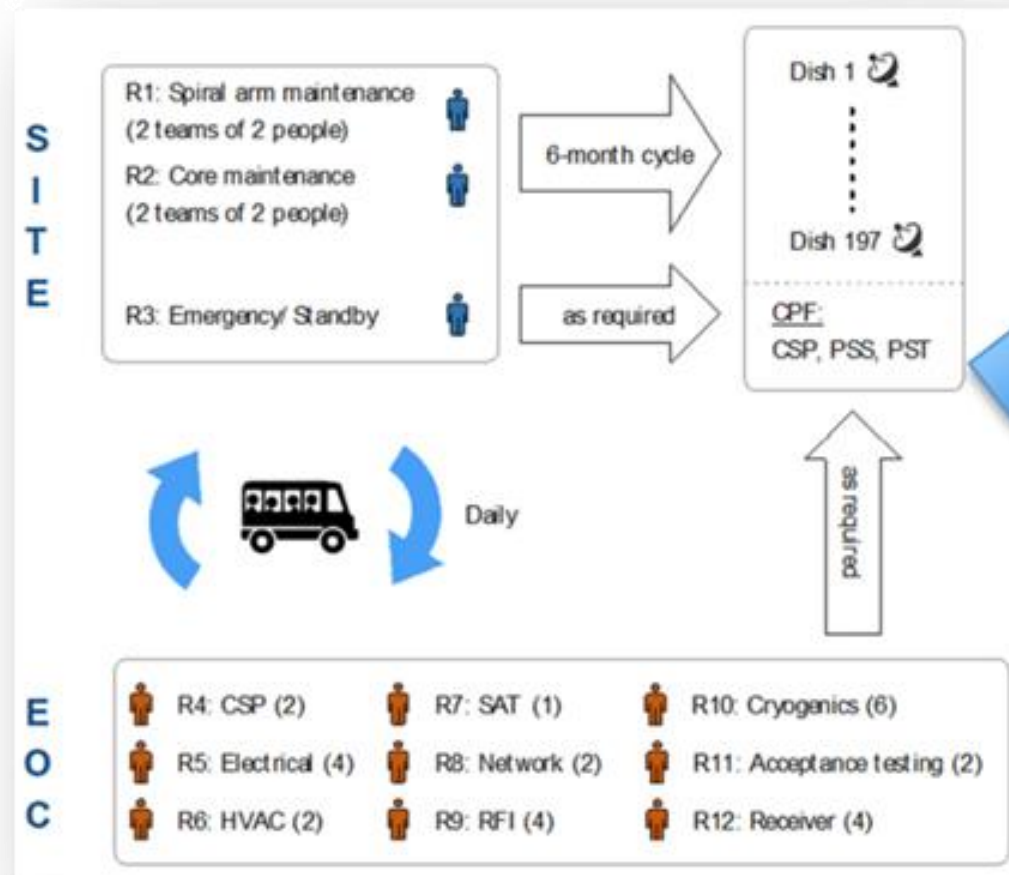 SITE
R1: Spiral arm maintenance
(2 teams of 2 people)
R2: Core maintenance
(2 teams of 2 people)
R3: Emergency/ Standby
6-month cycle
as required
Dish 1
Dish 197
CPF:
CSP, PSS, PST
Daily
as required
EOC
R4: CSP (2)
R5: Electrical (4)
R6: HVAC (2)
R7: SAT (1)
R8: Network (2)
R9: RFI (4)
R10: Cryogenics (6)
R11: Acceptance testing (2)
R12: Receiver (4)